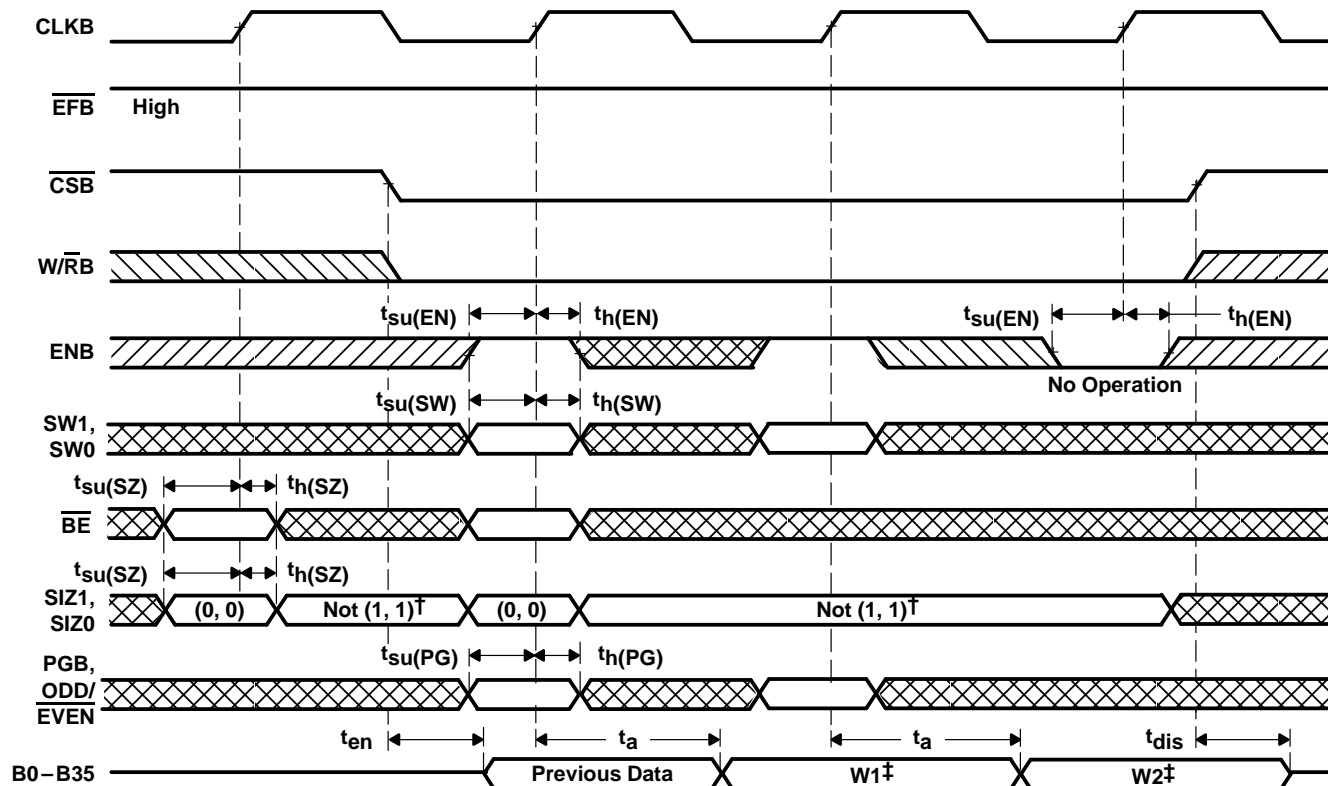 CLKB
EFB
High
CSB
W/RB
tsu(EN)
th(EN)
tsu(EN)
th(EN)
ENB
No Operation
tsu(SW)
th(SW)
SW1,
SW0
tsu(SZ)
th(SZ)
BE
tsu(SZ)
th(SZ)
SIZ1,
SIZ0
(0, 0)
Not (1, 1)†
(0, 0)
Not (1, 1)†
tsu(PG)
th(PG)
PGB,
ODD/
EVEN
ten
ta
ta
tdis
B0–B35
Previous Data
W1‡
W2‡